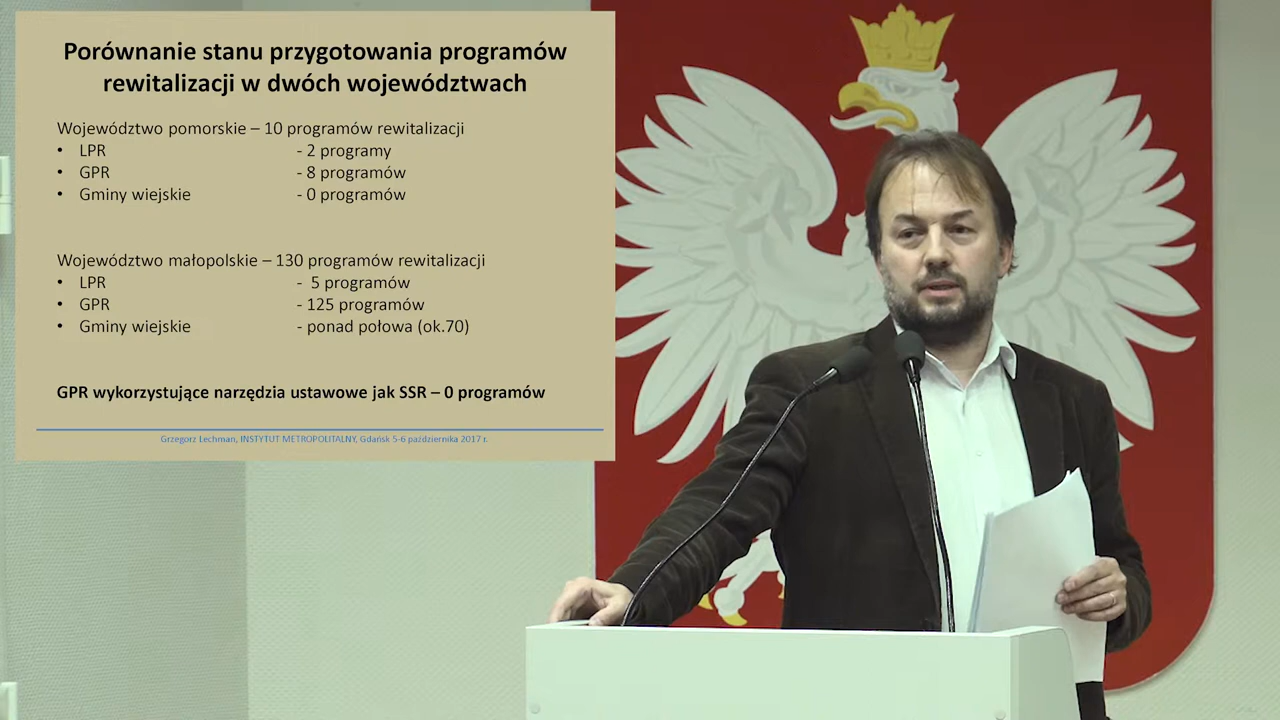 Porównanie stanu przygotowania programów
rewitalizacji w dwóch województwach
Województwo pomorskie – 10 programów rewitalizacji
• LPR - 2 programy
• GPR - 8 programów
• Gminy wiejskie - 0 programów
Województwo małopolskie – 130 programów rewitalizacji
• LPR - 5 programów
• GPR - 125 programów
• Gminy wiejskie - ponad połowa (ok.70)
GPR wykorzystujące narzędzia ustawowe jak SSR – 0 programów
Grzegorz Lechman, INSTYTUT METROPOLITALNY, Gdańsk 5-6 października 2017 r.